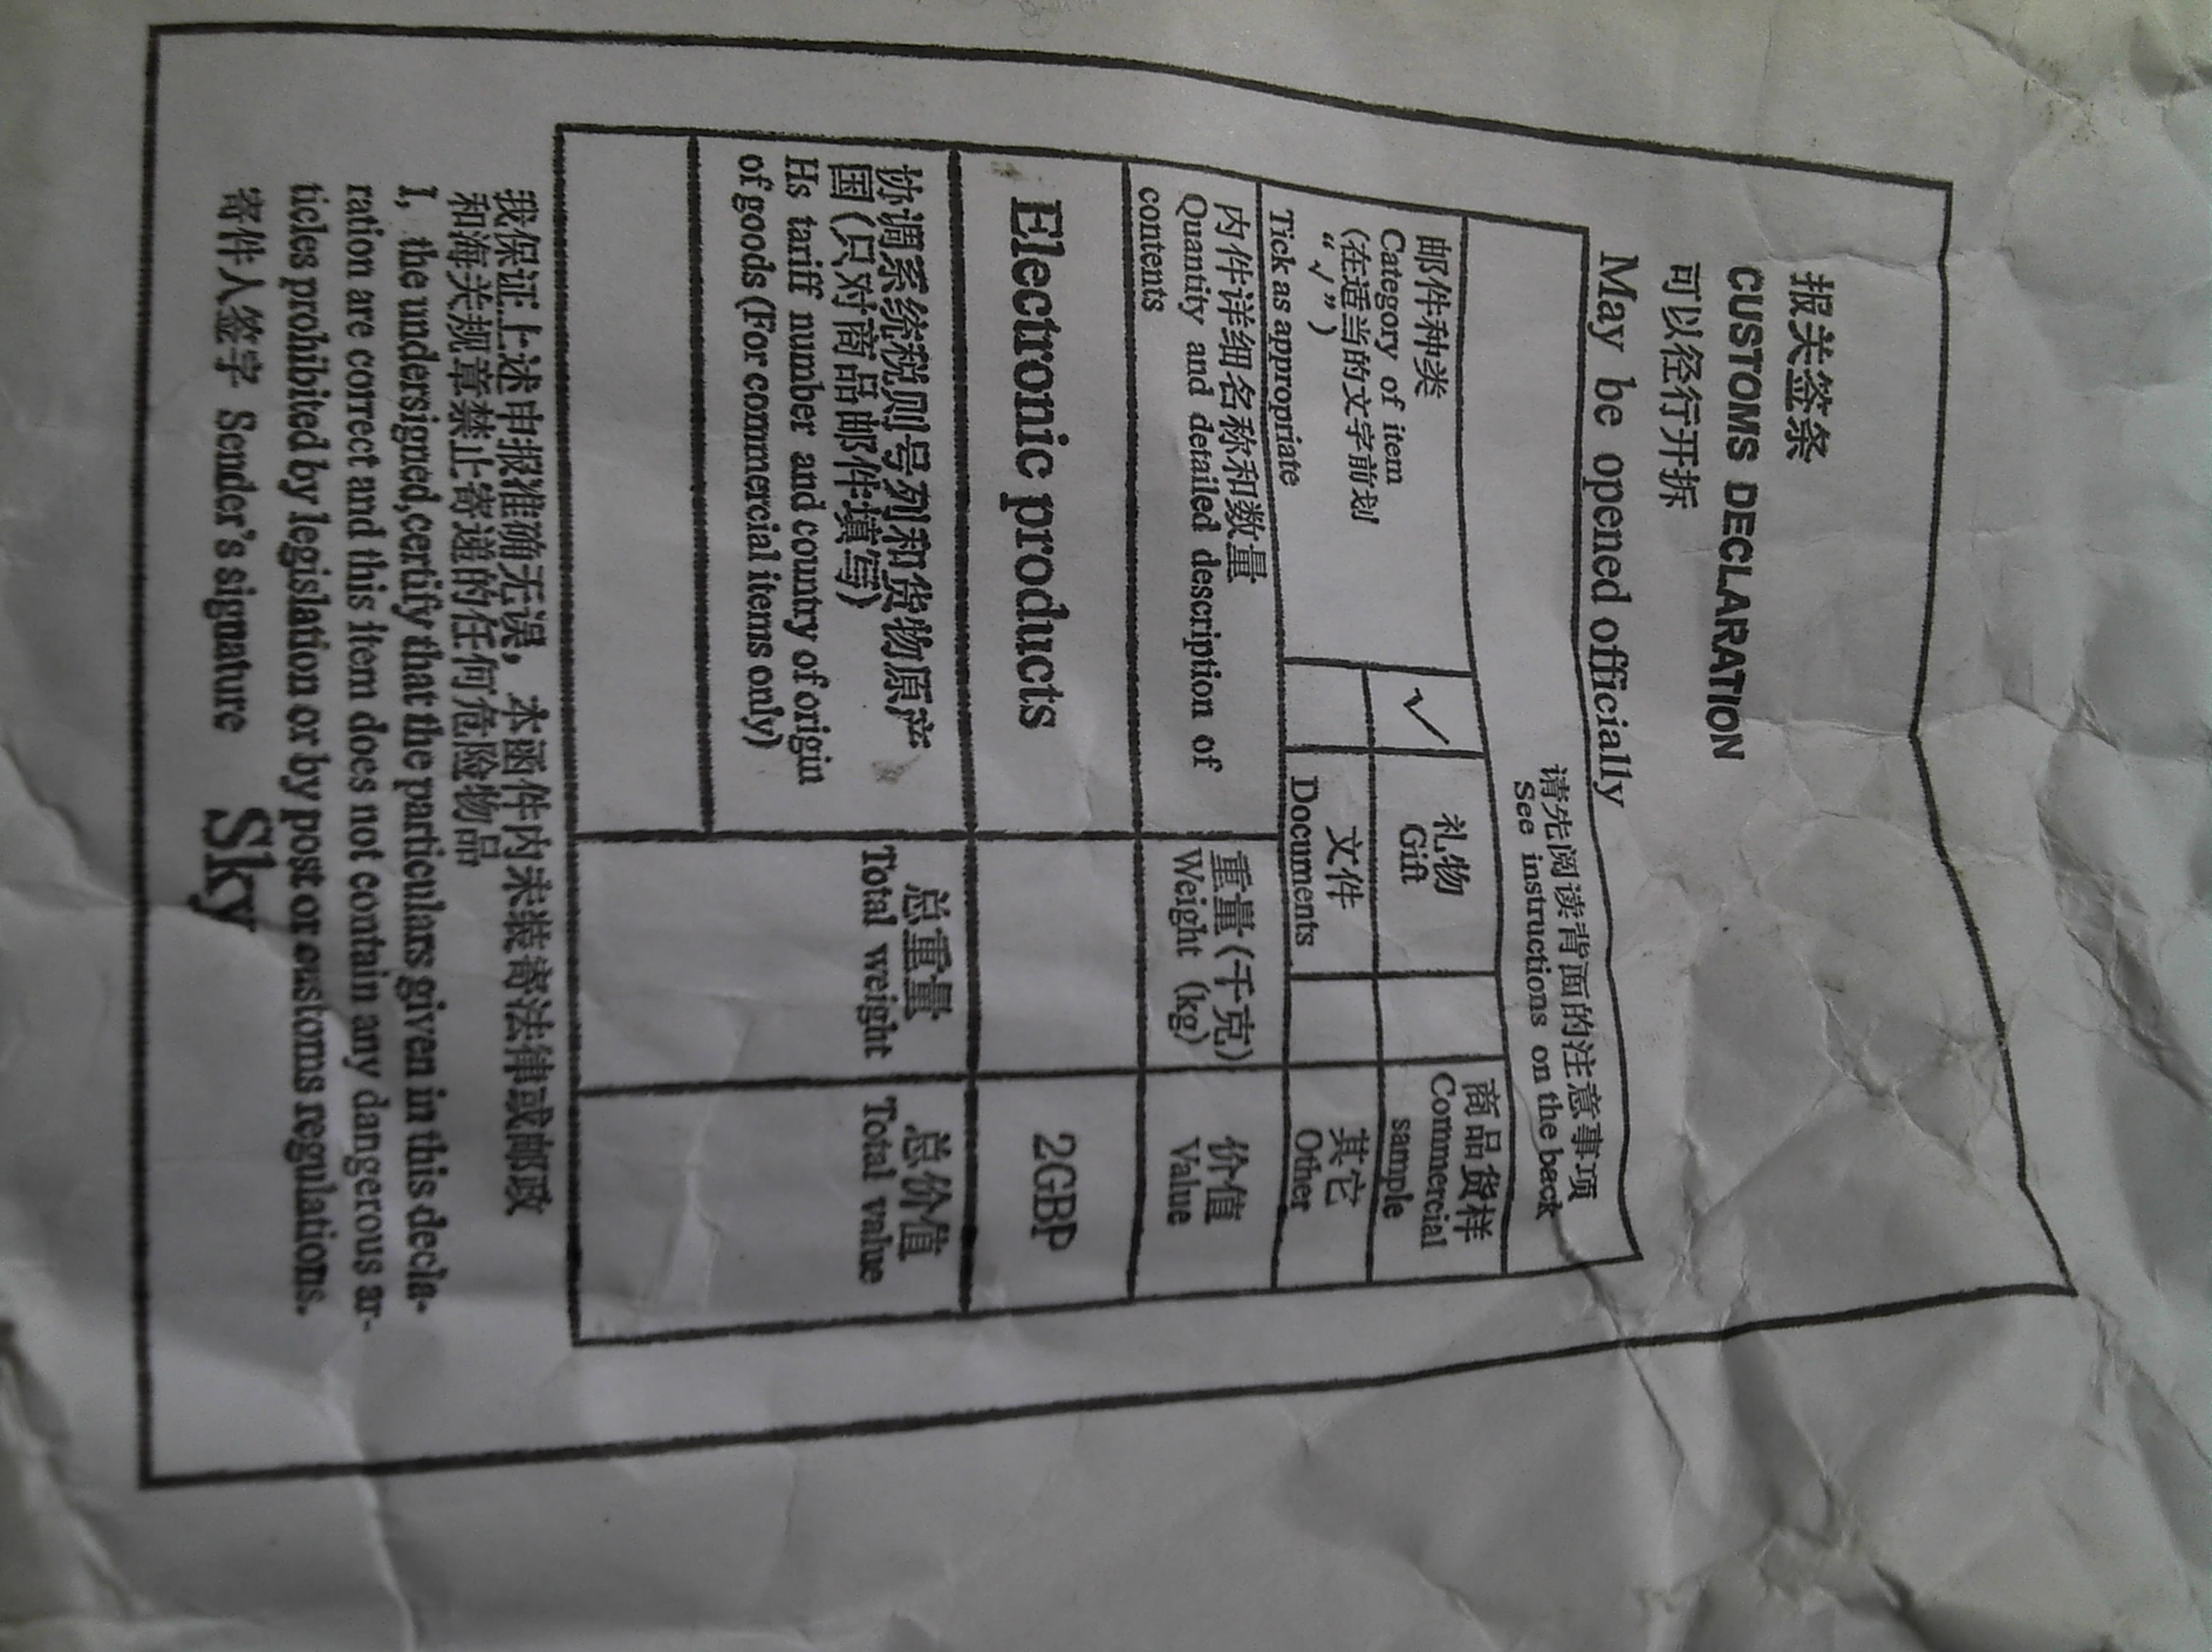 报关签条
CUSTOMS DECLARATION
可以径行开拆
May be opened officially
请先阅读背面的注意事项
See instructions on the back
邮件种类
Category of item
(在适当的文字前划
“√”)
Tick as appropriate
√
礼物
Gift
商品货样
Commercial
sample
文件
Documents
其它
Other
内件详细名称和数量
Quantity and detailed description of
contents
重量(千克)
Weight (kg)
价值
Value
Electronic products
2GBP
协调系统税则号列和货物原产
国(只对商品邮件填写)
Hs tariff number and country of origin
of goods (For commercial items only)
总重量
Total weight
总价值
Total value
我保证上述申报准确无误, 本函件内未装寄法律或邮政
和海关规章禁止寄递的任何危险物品
I, the undersigned,certify that the particulars given in this decla-
ration are correct and this item does not contain any dangerous ar-
ticles prohibited by legislation or by post or customs regulations.
寄件人签字 Sender's signature Sky